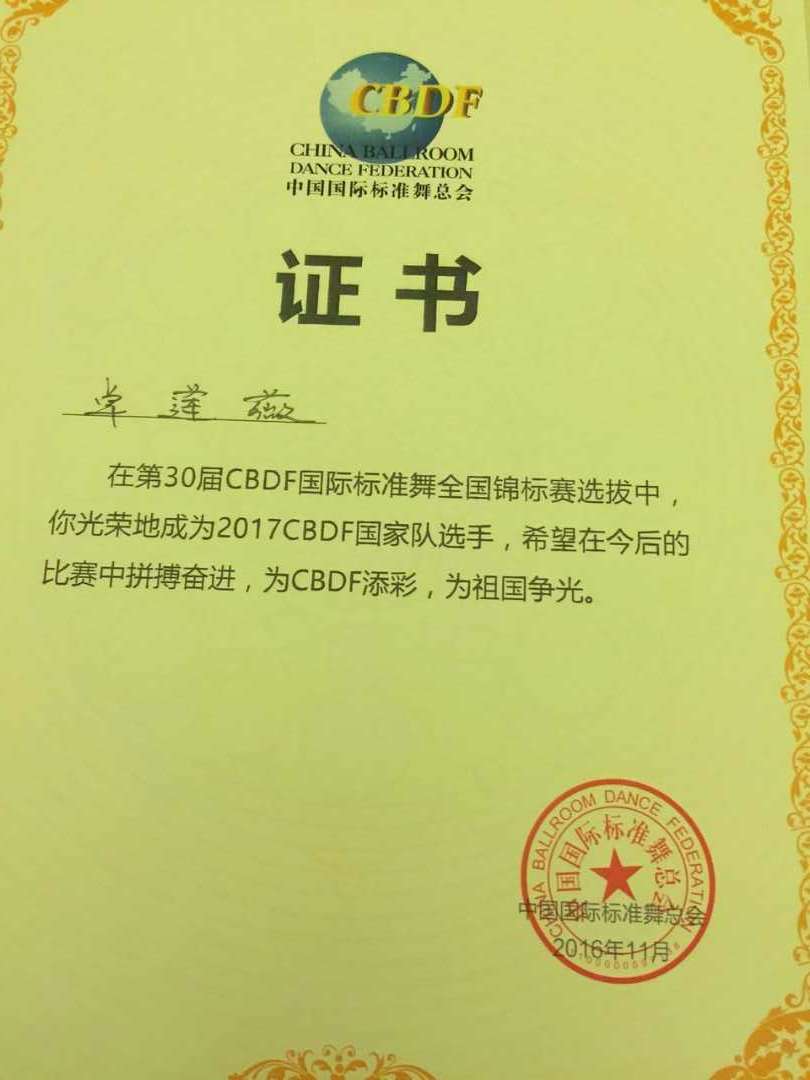 CBDF
CHINA BALLROOM
DANCE FEDERATION
中国国际标准舞总会
证书
卓莲薇
在第30届CBDF国际标准舞全国锦标赛选拔中，
你光荣地成为2017CBDF国家队选手，希望在今后的
比赛中拼搏奋进，为CBDF添彩，为祖国争光。
CHINA BALLROOM DANCE FEDERATION
中国国际标准舞总会
中国国际标准舞总会
2016年11月